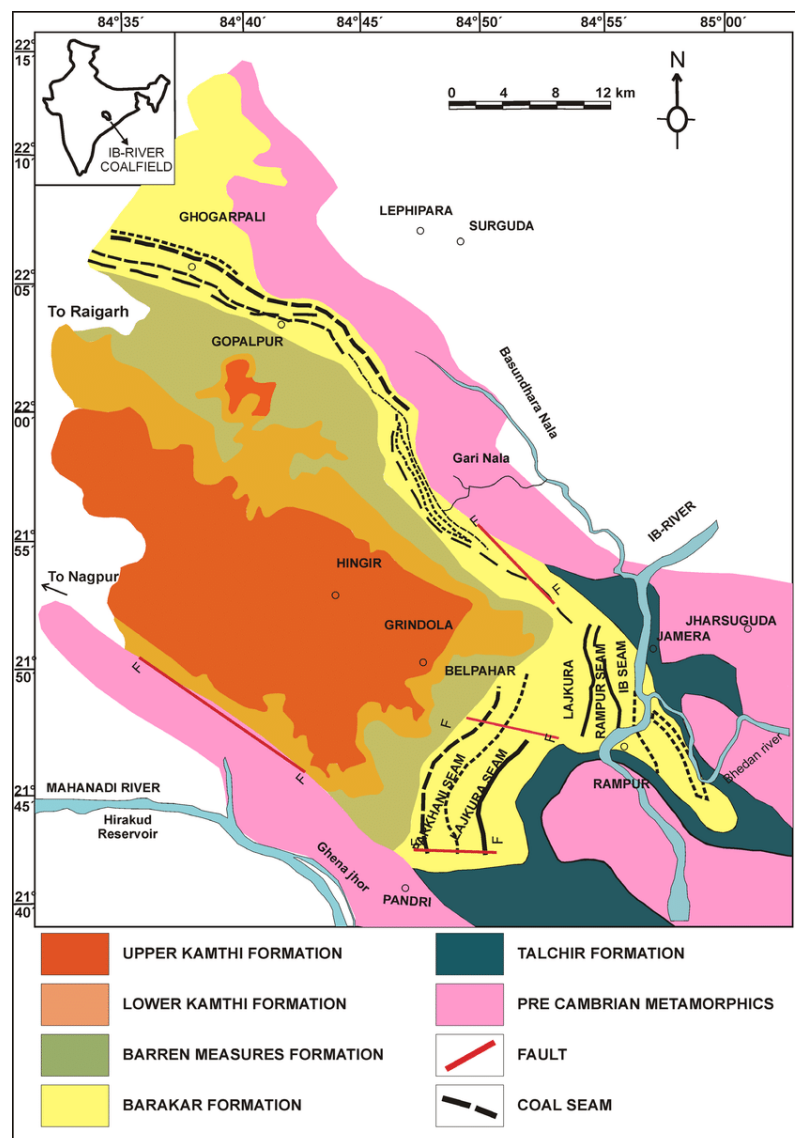 84°35´ 84°40´ 84°45´ 84°50´ 84°55´ 85°00´
22°
15´
22°
10´
22°
05´
22°
00´
21°
55´
21°
50´
21°
45´
21°
40´
IB-RIVER
COALFIELD
0 4 8 12 km
N
GHOGARPALI
LEPHIPARA
SURGUDA
To Raigarh
GOPALPUR
Basundhara Nala
Gari Nala
F
F
IB-RIVER
To Nagpur
HINGIR
GRINDOLA
JHARSUGUDA
JAMERA
BELPAHAR
LAJKURA
RAMPUR SEAM
IB SEAM
F
F
F
F
RAMPUR
Bhedan river
PARKHANI SEAM
LAJKURA SEAM
MAHANADI RIVER
Hirakud
Reservoir
Ghena jhor
F
F
PANDRI
UPPER KAMTHI FORMATION
LOWER KAMTHI FORMATION
BARREN MEASURES FORMATION
BARAKAR FORMATION
TALCHIR FORMATION
PRE CAMBRIAN METAMORPHICS
FAULT
COAL SEAM